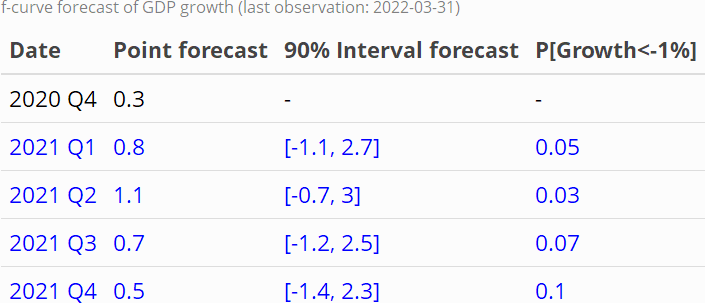 f-curve forecast of GDP growth (last observation: 2022-03-31)
Date Point forecast 90% Interval forecast P[Growth<-1%]
2020 Q4 0.3 - -
2021 Q1 0.8 [-1.1, 2.7] 0.05
2021 Q2 1.1 [-0.7, 3] 0.03
2021 Q3 0.7 [-1.2, 2.5] 0.07
2021 Q4 0.5 [-1.4, 2.3] 0.1